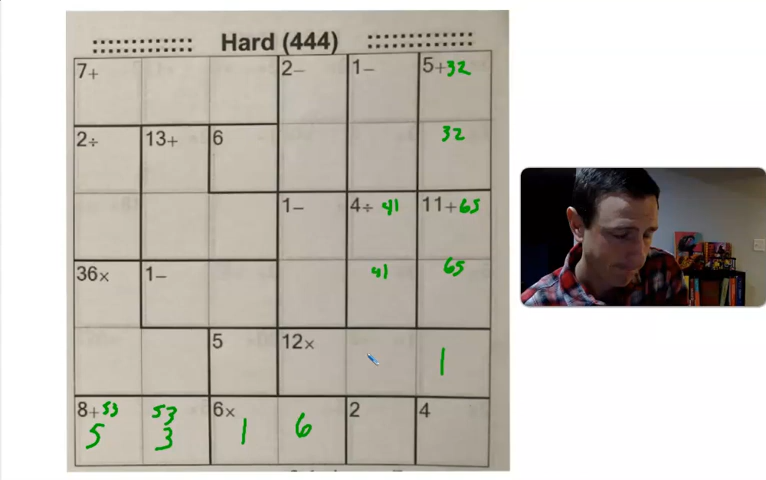 Hard (444)
7+ 2− 1− 5+ 32
2÷ 13+ 6 32
1− 4÷ 41 11+ 65
36× 1− 41 65
5 12× 1
8+ 53 53 6× 2 4
5 3 1 6